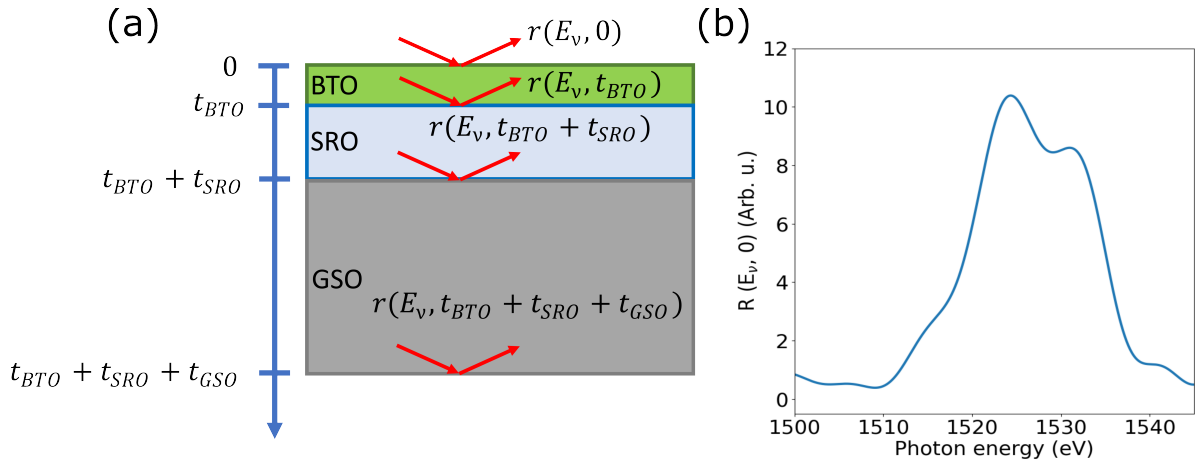 (a)
r(E_ν, 0)
0
BTO
r(E_ν, t_BTO)
t_BTO
SRO
r(E_ν, t_BTO + t_SRO)
t_BTO + t_SRO
GSO
r(E_ν, t_BTO + t_SRO + t_GSO)
t_BTO + t_SRO + t_GSO
(b)
R (E_ν, 0) (Arb. u.)
12
10
8
6
4
2
0
1500 1510 1520 1530 1540
Photon energy (eV)